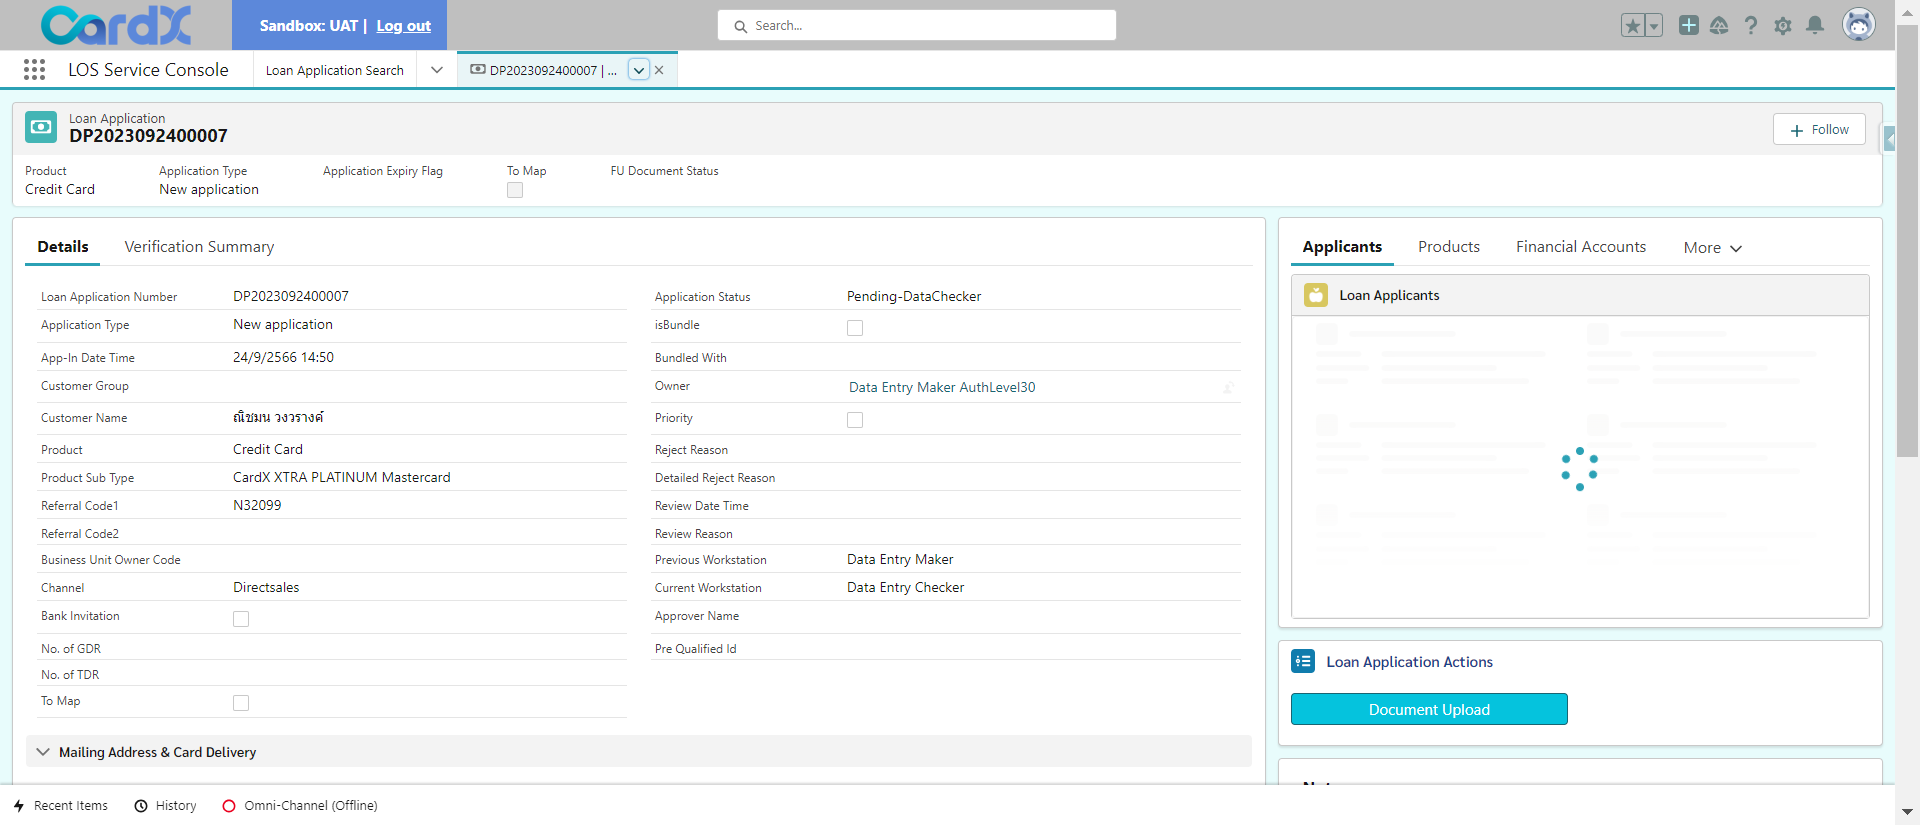 CardX
Sandbox: UAT | Log out
Search...
LOS Service Console
Loan Application Search
DP2023092400007 | ...
Loan Application
DP2023092400007
Follow
Product
Credit Card
Application Type
New application
Application Expiry Flag
To Map
FU Document Status
Details
Verification Summary
Loan Application Number DP2023092400007
Application Type New application
App-In Date Time 24/9/2566 14:50
Customer Group
Customer Name ณิชมน วงวรางค์
Product Credit Card
Product Sub Type CardX XTRA PLATINUM Mastercard
Referral Code1 N32099
Referral Code2
Business Unit Owner Code
Channel Directsales
Bank Invitation
No. of GDR
No. of TDR
To Map
Application Status Pending-DataChecker
isBundle
Bundled With
Owner Data Entry Maker AuthLevel30
Priority
Reject Reason
Detailed Reject Reason
Review Date Time
Review Reason
Previous Workstation Data Entry Maker
Current Workstation Data Entry Checker
Approver Name
Pre Qualified Id
Mailing Address & Card Delivery
Applicants
Products
Financial Accounts
More
Loan Applicants
Loan Application Actions
Document Upload
Recent Items
History
Omni-Channel (Offline)